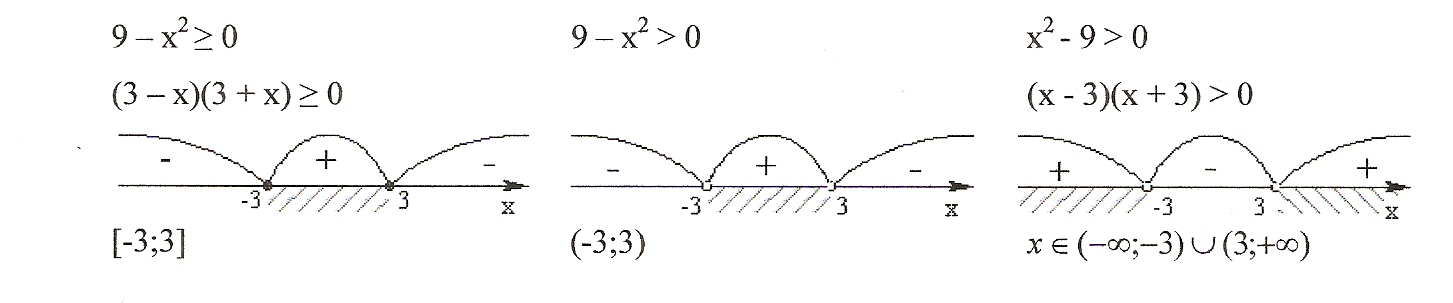 9 – x² ≥ 0
(3 – x)(3 + x) ≥ 0
- + -
-3 3 x
[-3;3]
9 – x² > 0
- + -
-3 3 x
(-3;3)
x² - 9 > 0
(x - 3)(x + 3) > 0
+ - +
-3 3 x
x ∈ (−∞;−3) ∪ (3;+∞)